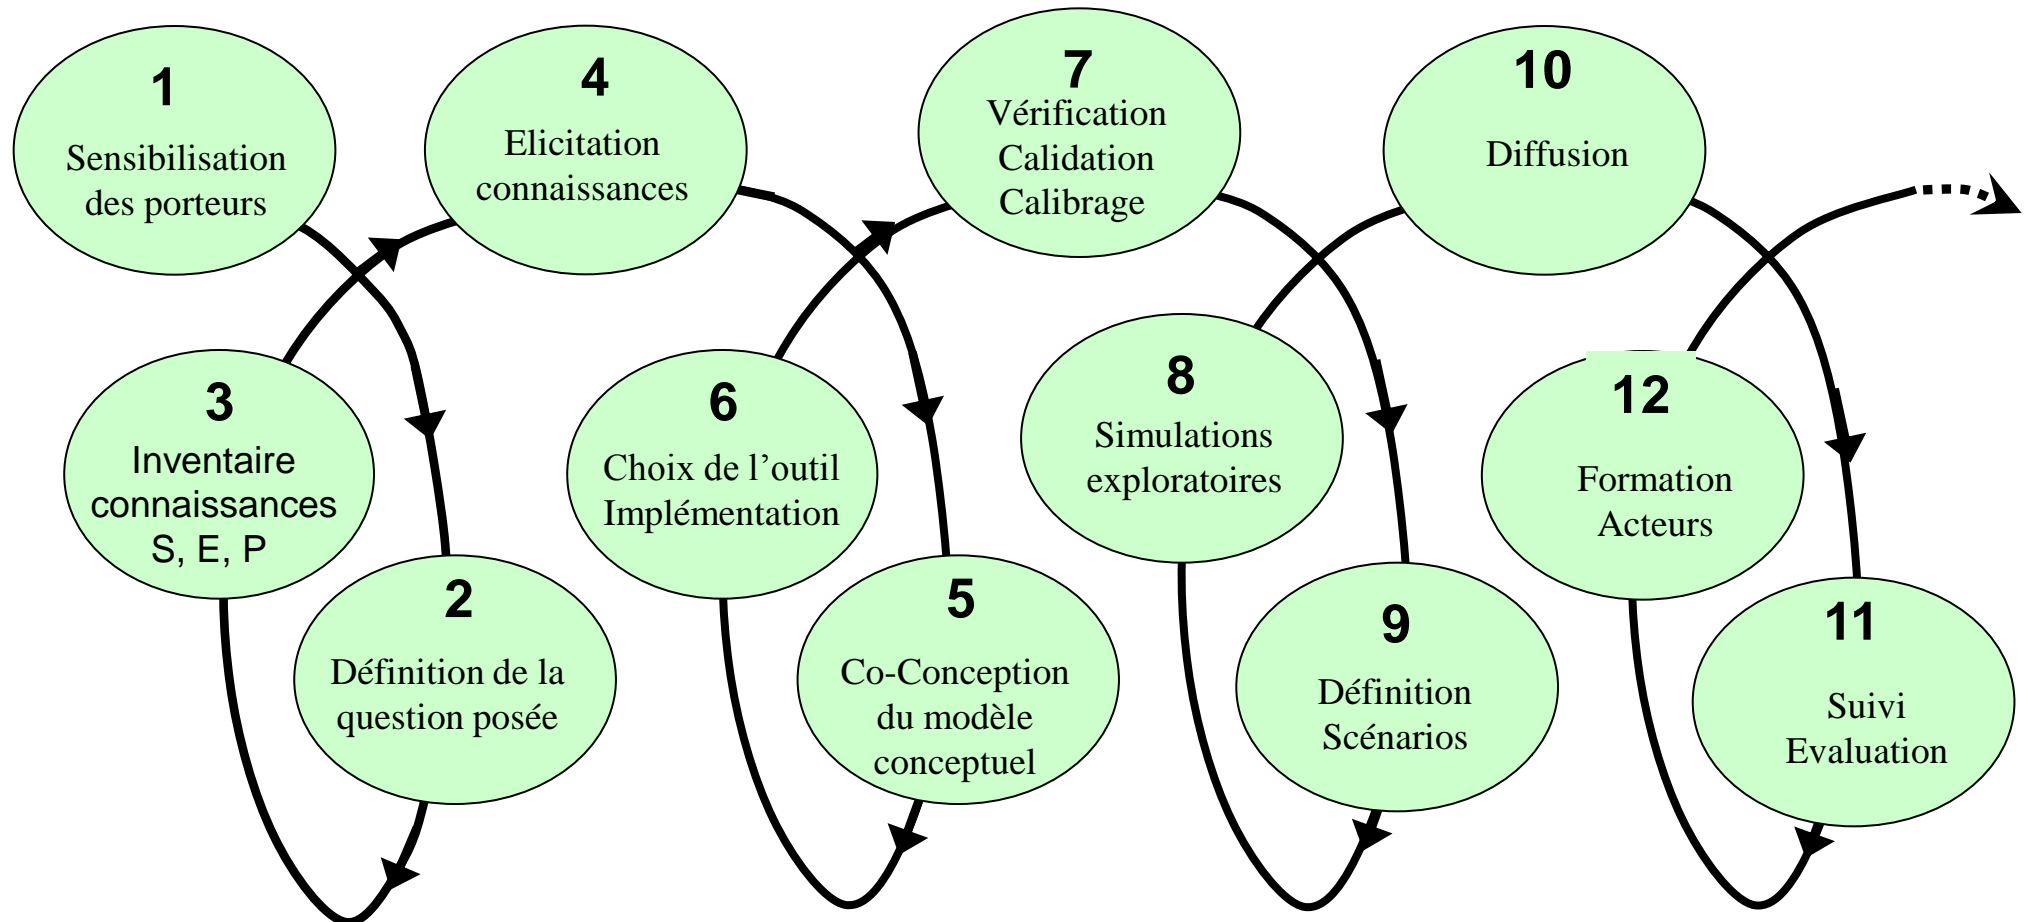 1
Sensibilisation
des porteurs
4
Elicitation
connaissances
7
Vérification
Calidation
Calibrage
10
Diffusion
3
Inventaire
connaissances
S, E, P
6
Choix de l’outil
Implémentation
8
Simulations
exploratoires
12
Formation
Acteurs
2
Définition de la
question posée
5
Co-Conception
du modèle
conceptuel
9
Définition
Scénarios
11
Suivi
Evaluation